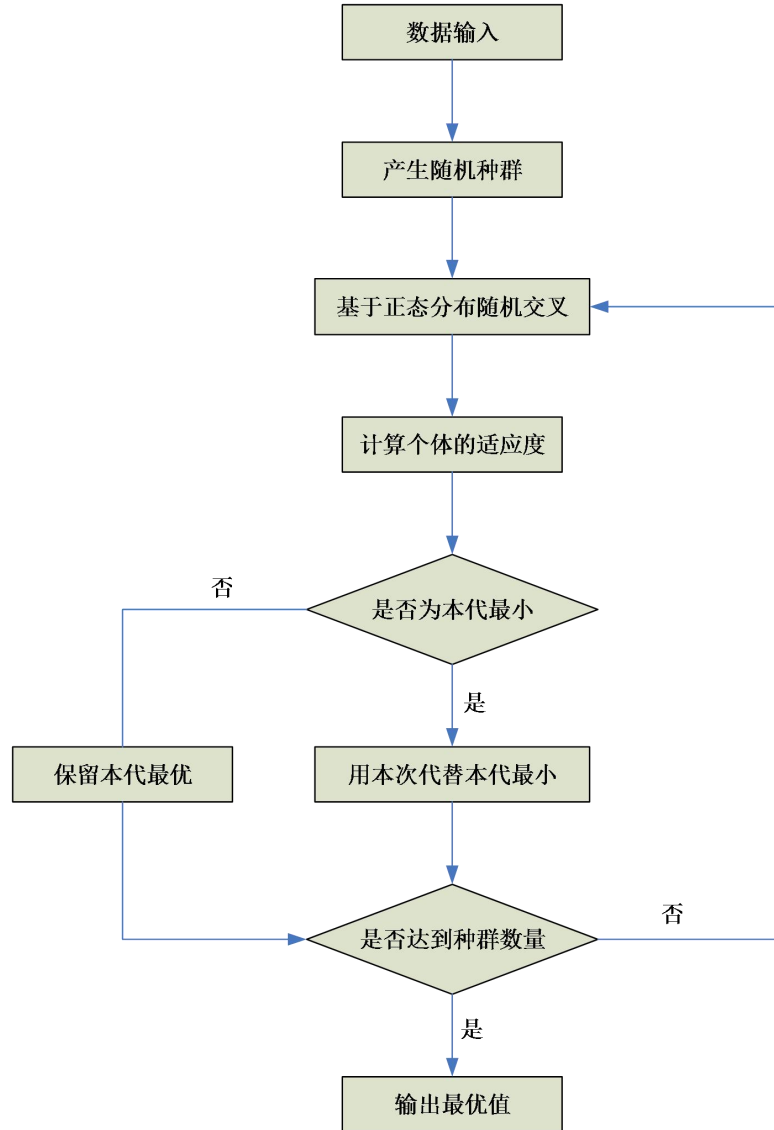 数据输入
产生随机种群
基于正态分布随机交叉
计算个体的适应度
是否为本代最小
否
是
保留本代最优
用本次代替本代最小
是否达到种群数量
否
是
输出最优值